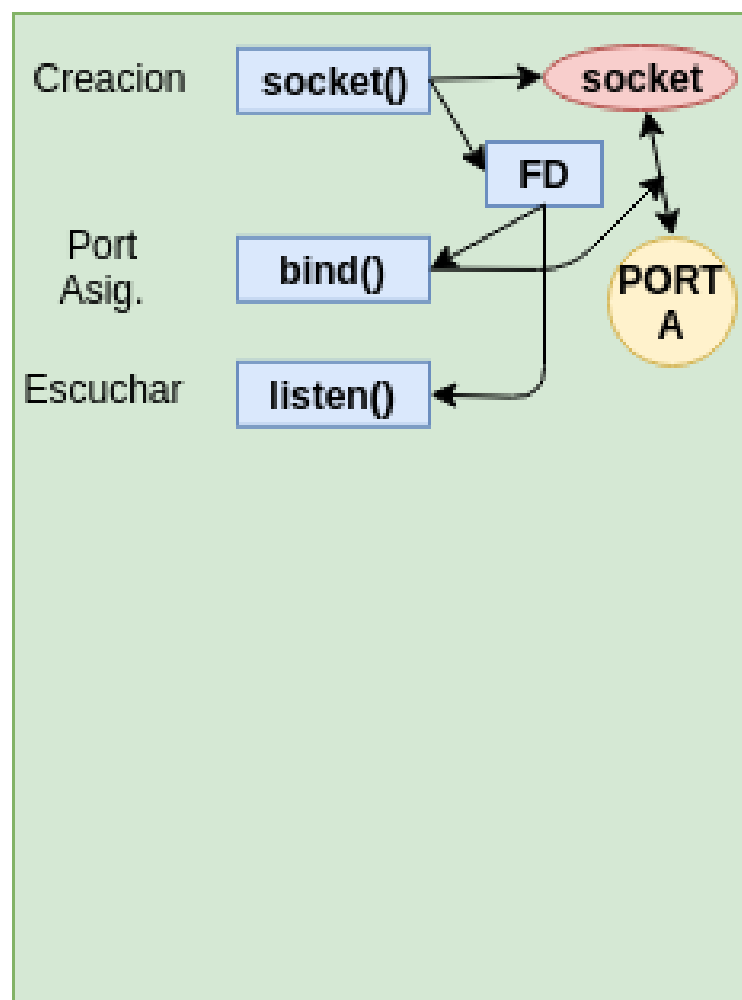 Creacion
socket()
socket
FD
Port
Asig.
bind()
PORT
A
Escuchar
listen()